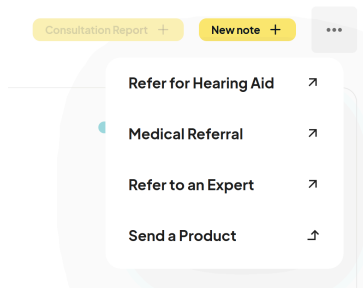 Consultation Report +
New note +
Refer for Hearing Aid
Medical Referral
Refer to an Expert
Send a Product